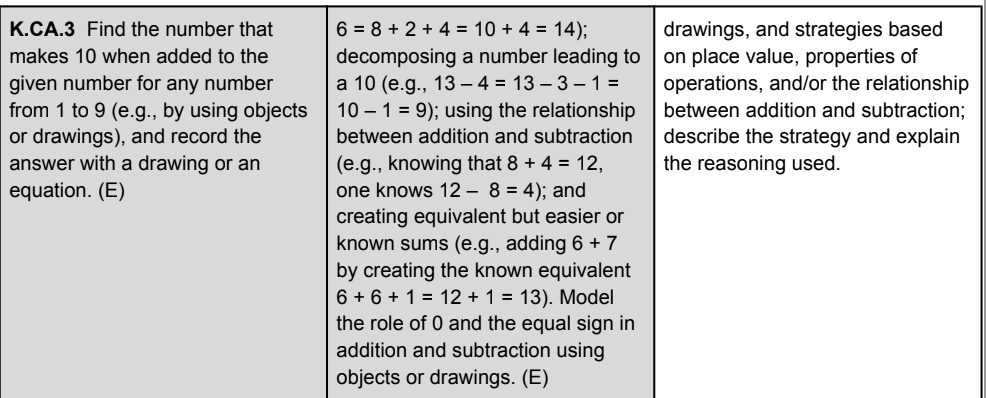 K.CA.3 Find the number that
makes 10 when added to the
given number for any number
from 1 to 9 (e.g., by using objects
or drawings), and record the
answer with a drawing or an
equation. (E)
6 = 8 + 2 + 4 = 10 + 4 = 14);
decomposing a number leading to
a 10 (e.g., 13 – 4 = 13 – 3 – 1 =
10 – 1 = 9); using the relationship
between addition and subtraction
(e.g., knowing that 8 + 4 = 12,
one knows 12 – 8 = 4); and
creating equivalent but easier or
known sums (e.g., adding 6 + 7
by creating the known equivalent
6 + 6 + 1 = 12 + 1 = 13). Model
the role of 0 and the equal sign in
addition and subtraction using
objects or drawings. (E)
drawings, and strategies based
on place value, properties of
operations, and/or the relationship
between addition and subtraction;
describe the strategy and explain
the reasoning used.